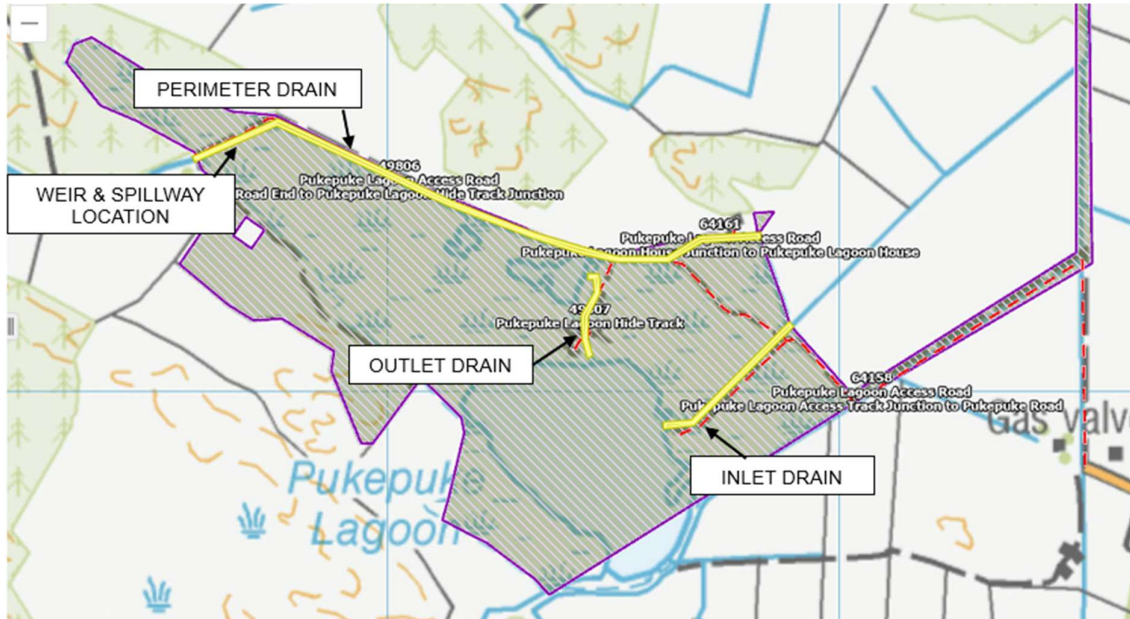 PERIMETER DRAIN
49806
Pukepuke Lagoon Access Road
Road End to Pukepuke Lagoon Hide Track Junction
WEIR & SPILLWAY
LOCATION
64161
Pukepuke Lagoon Access Road
Pukepuke Lagoon House Junction to Pukepuke Lagoon House
Pukepuke Lagoon Hide Track
OUTLET DRAIN
64158
Pukepuke Lagoon Access Road
Pukepuke Lagoon Access Track Junction to Pukepuke Road
Gas valve
INLET DRAIN
Pukepuke
Lagoon